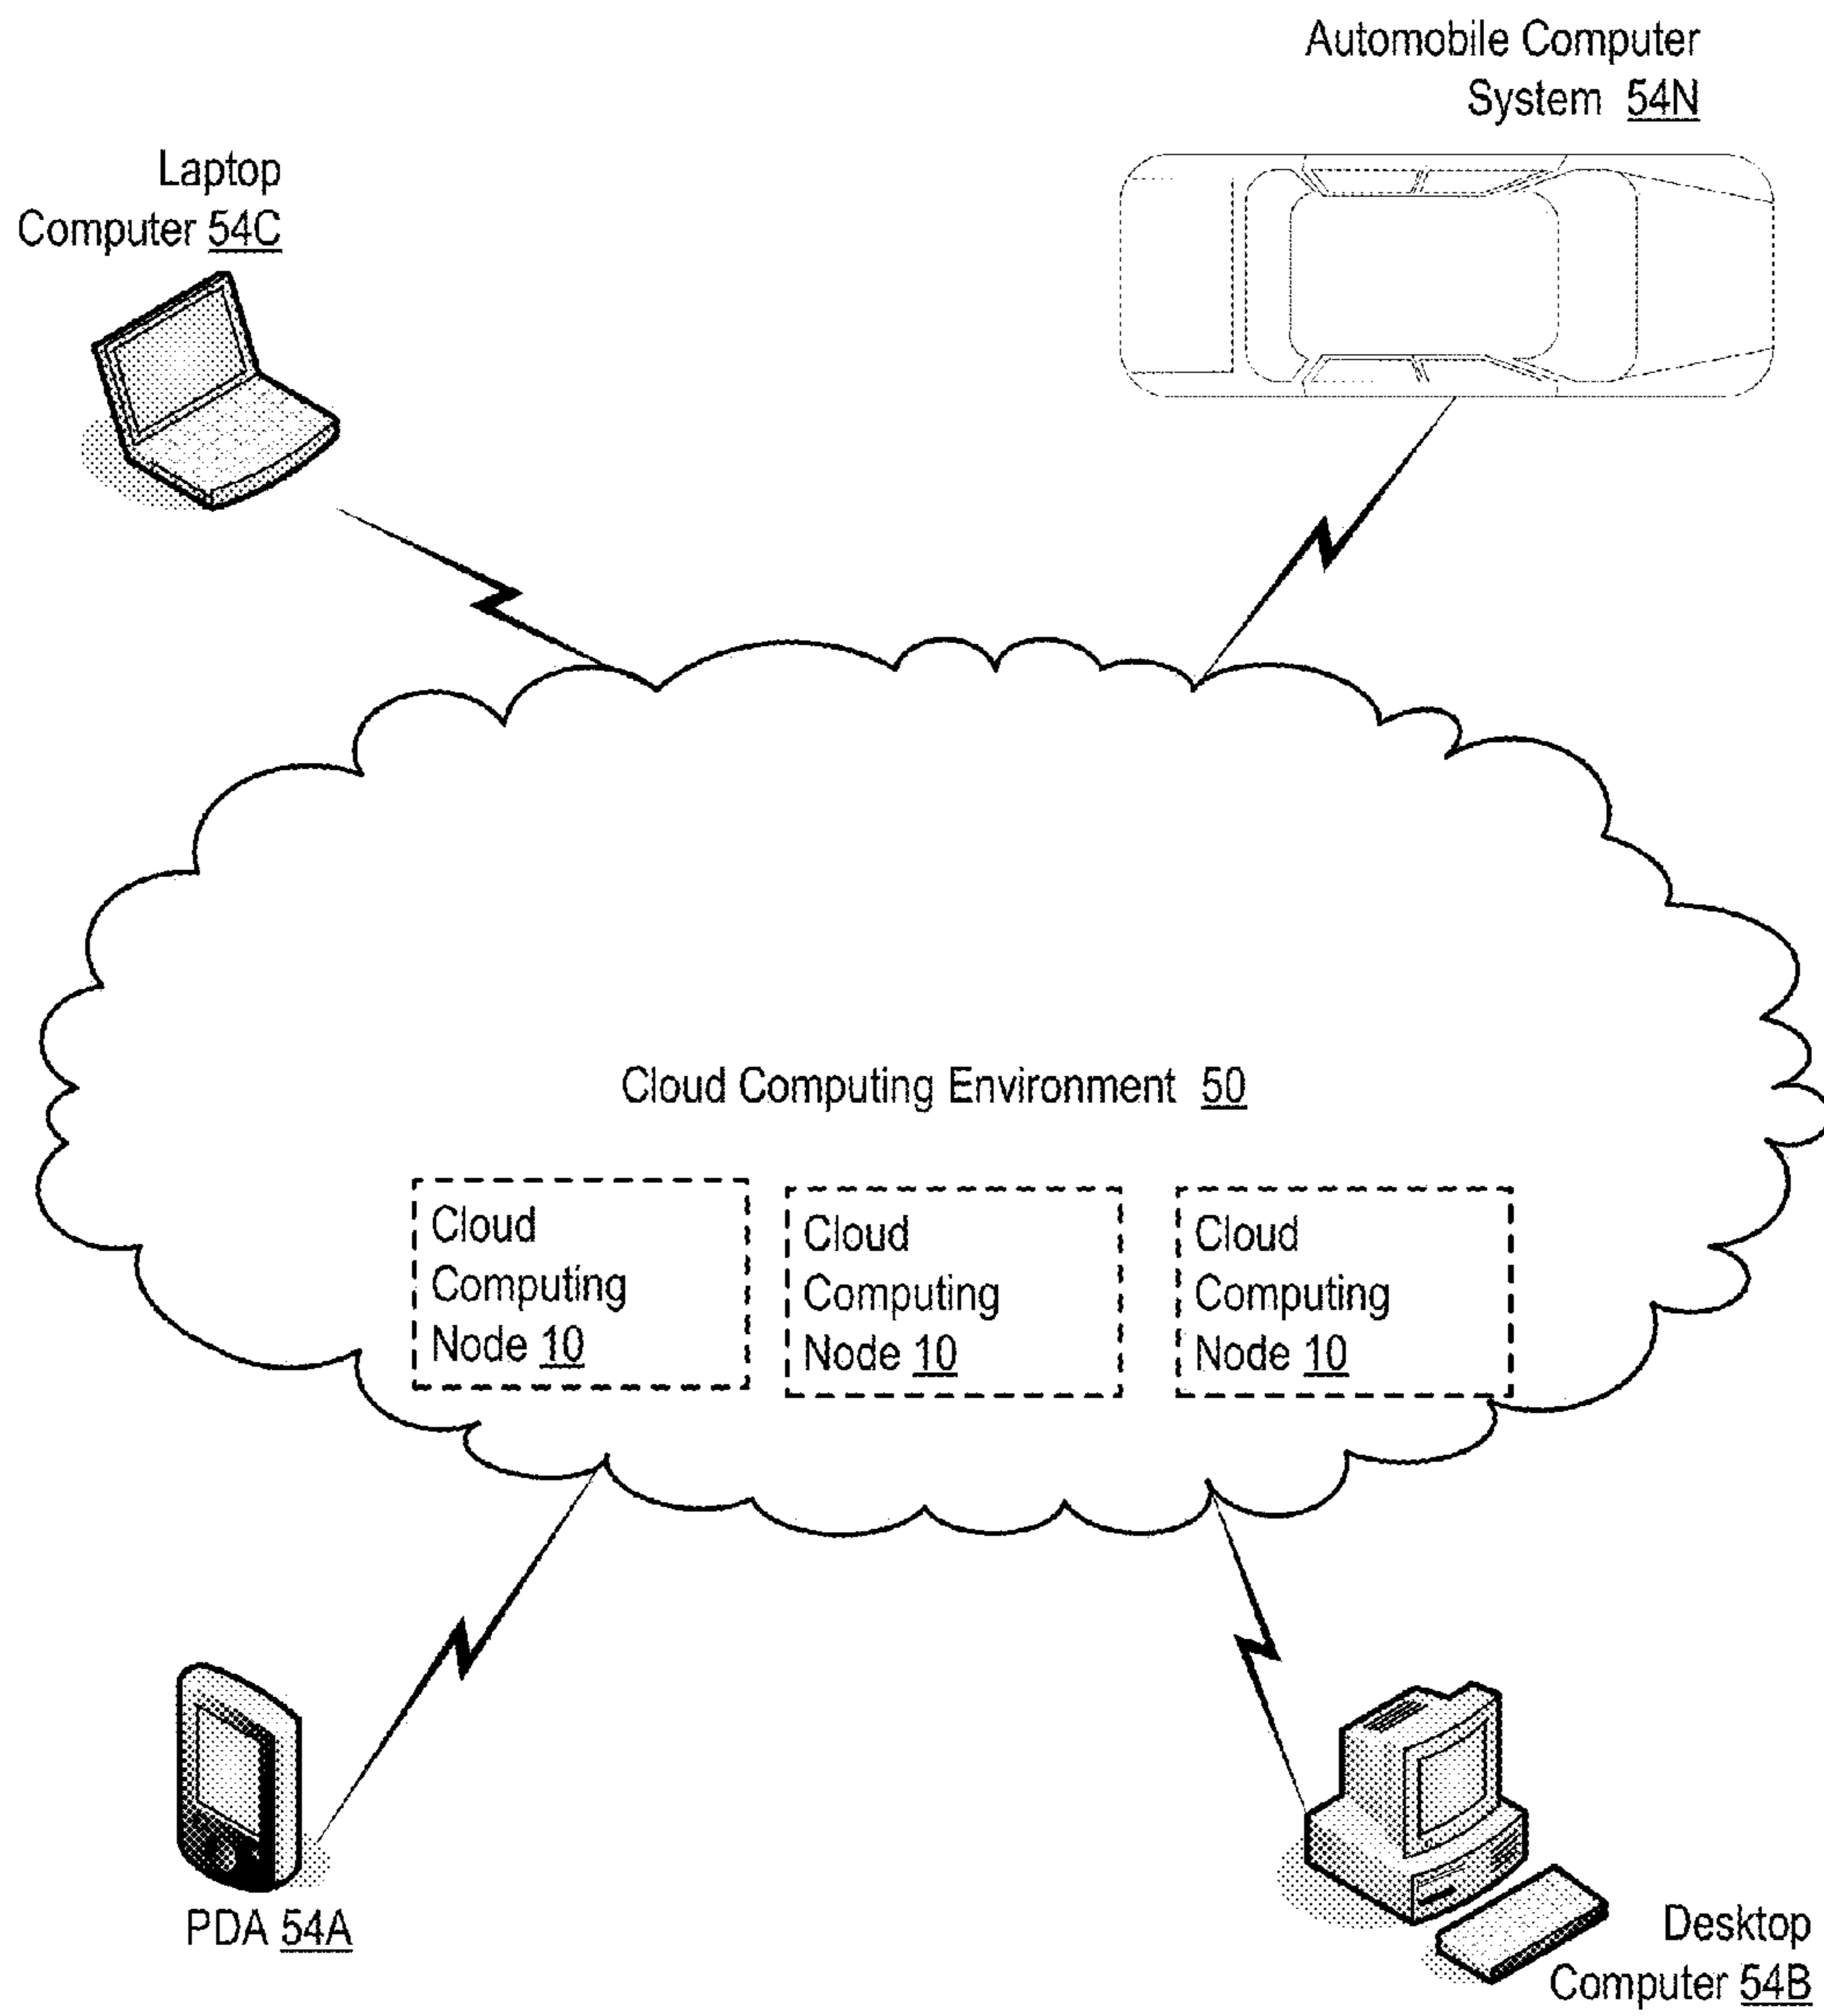 Automobile Computer
System 54N
Laptop
Computer 54C
Cloud Computing Environment 50
Cloud
Computing
Node 10
Cloud
Computing
Node 10
Cloud
Computing
Node 10
PDA 54A
Desktop
Computer 54B